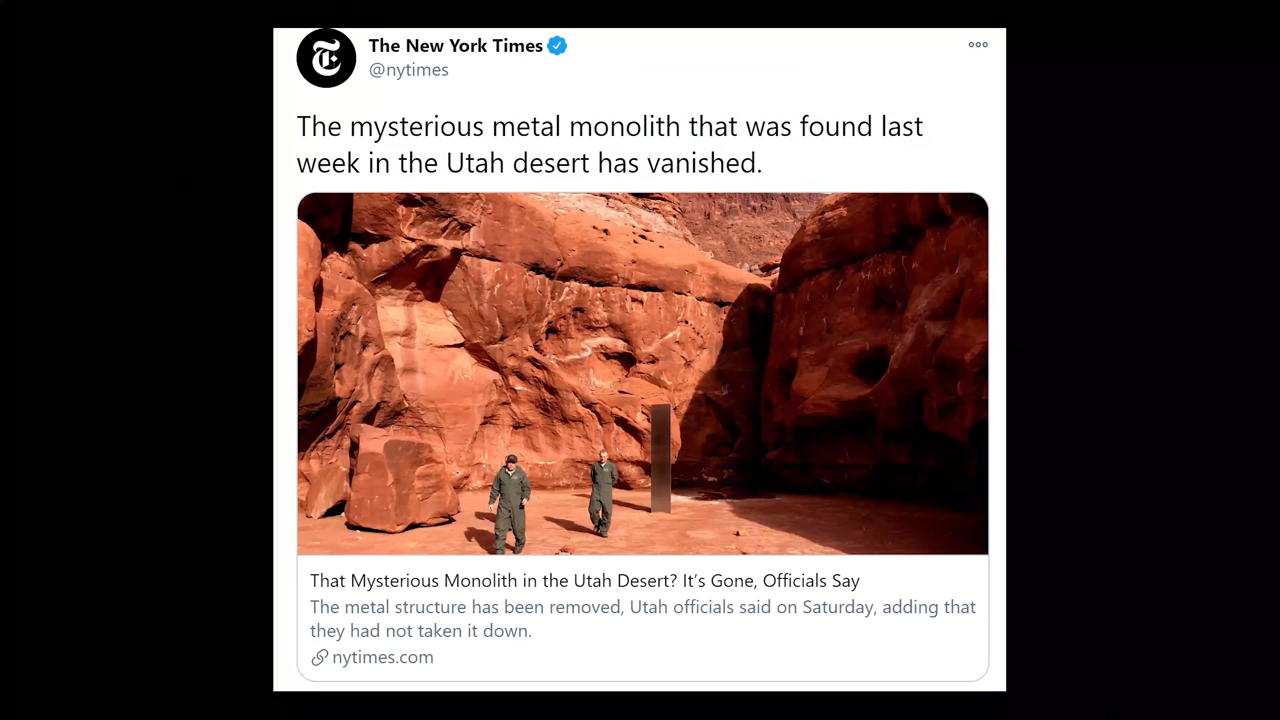 The New York Times
@nytimes
The mysterious metal monolith that was found last
week in the Utah desert has vanished.
That Mysterious Monolith in the Utah Desert? It's Gone, Officials Say
The metal structure has been removed, Utah officials said on Saturday, adding that
they had not taken it down.
nytimes.com